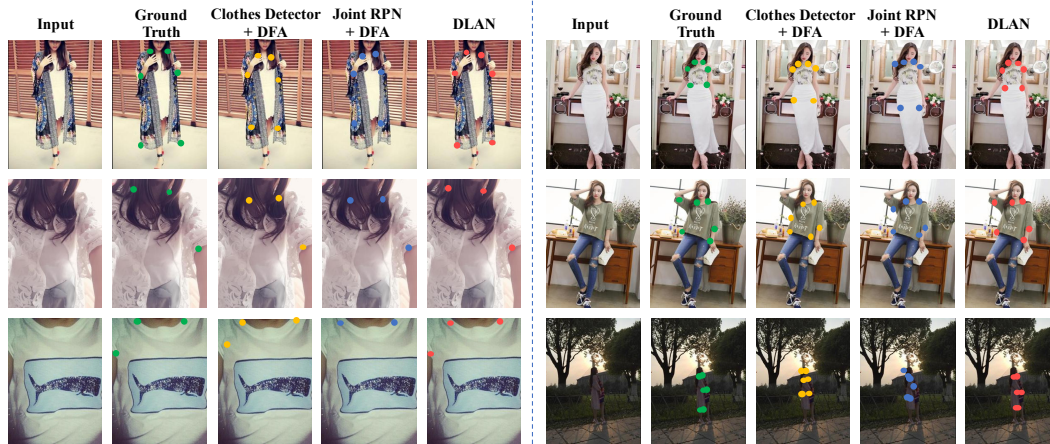 Input
Ground
Truth
Clothes Detector
+ DFA
Joint RPN
+ DFA
DLAN
Input
Ground
Truth
Clothes Detector
+ DFA
Joint RPN
+ DFA
DLAN